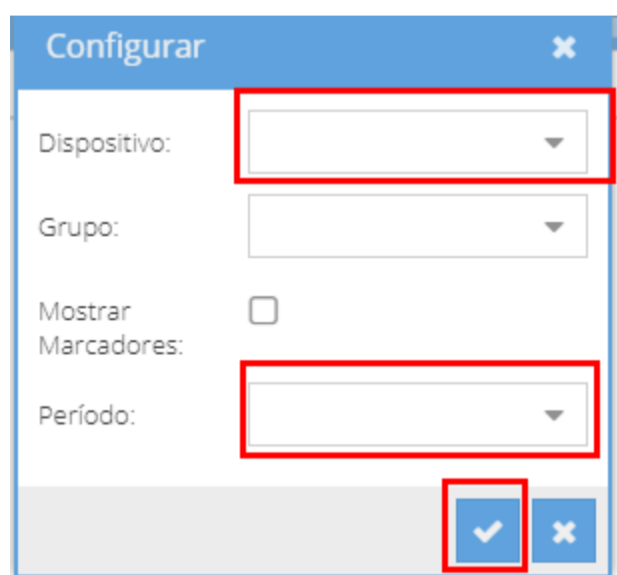 Configurar
Dispositivo:
Grupo:
Mostrar
Marcadores:
Período: